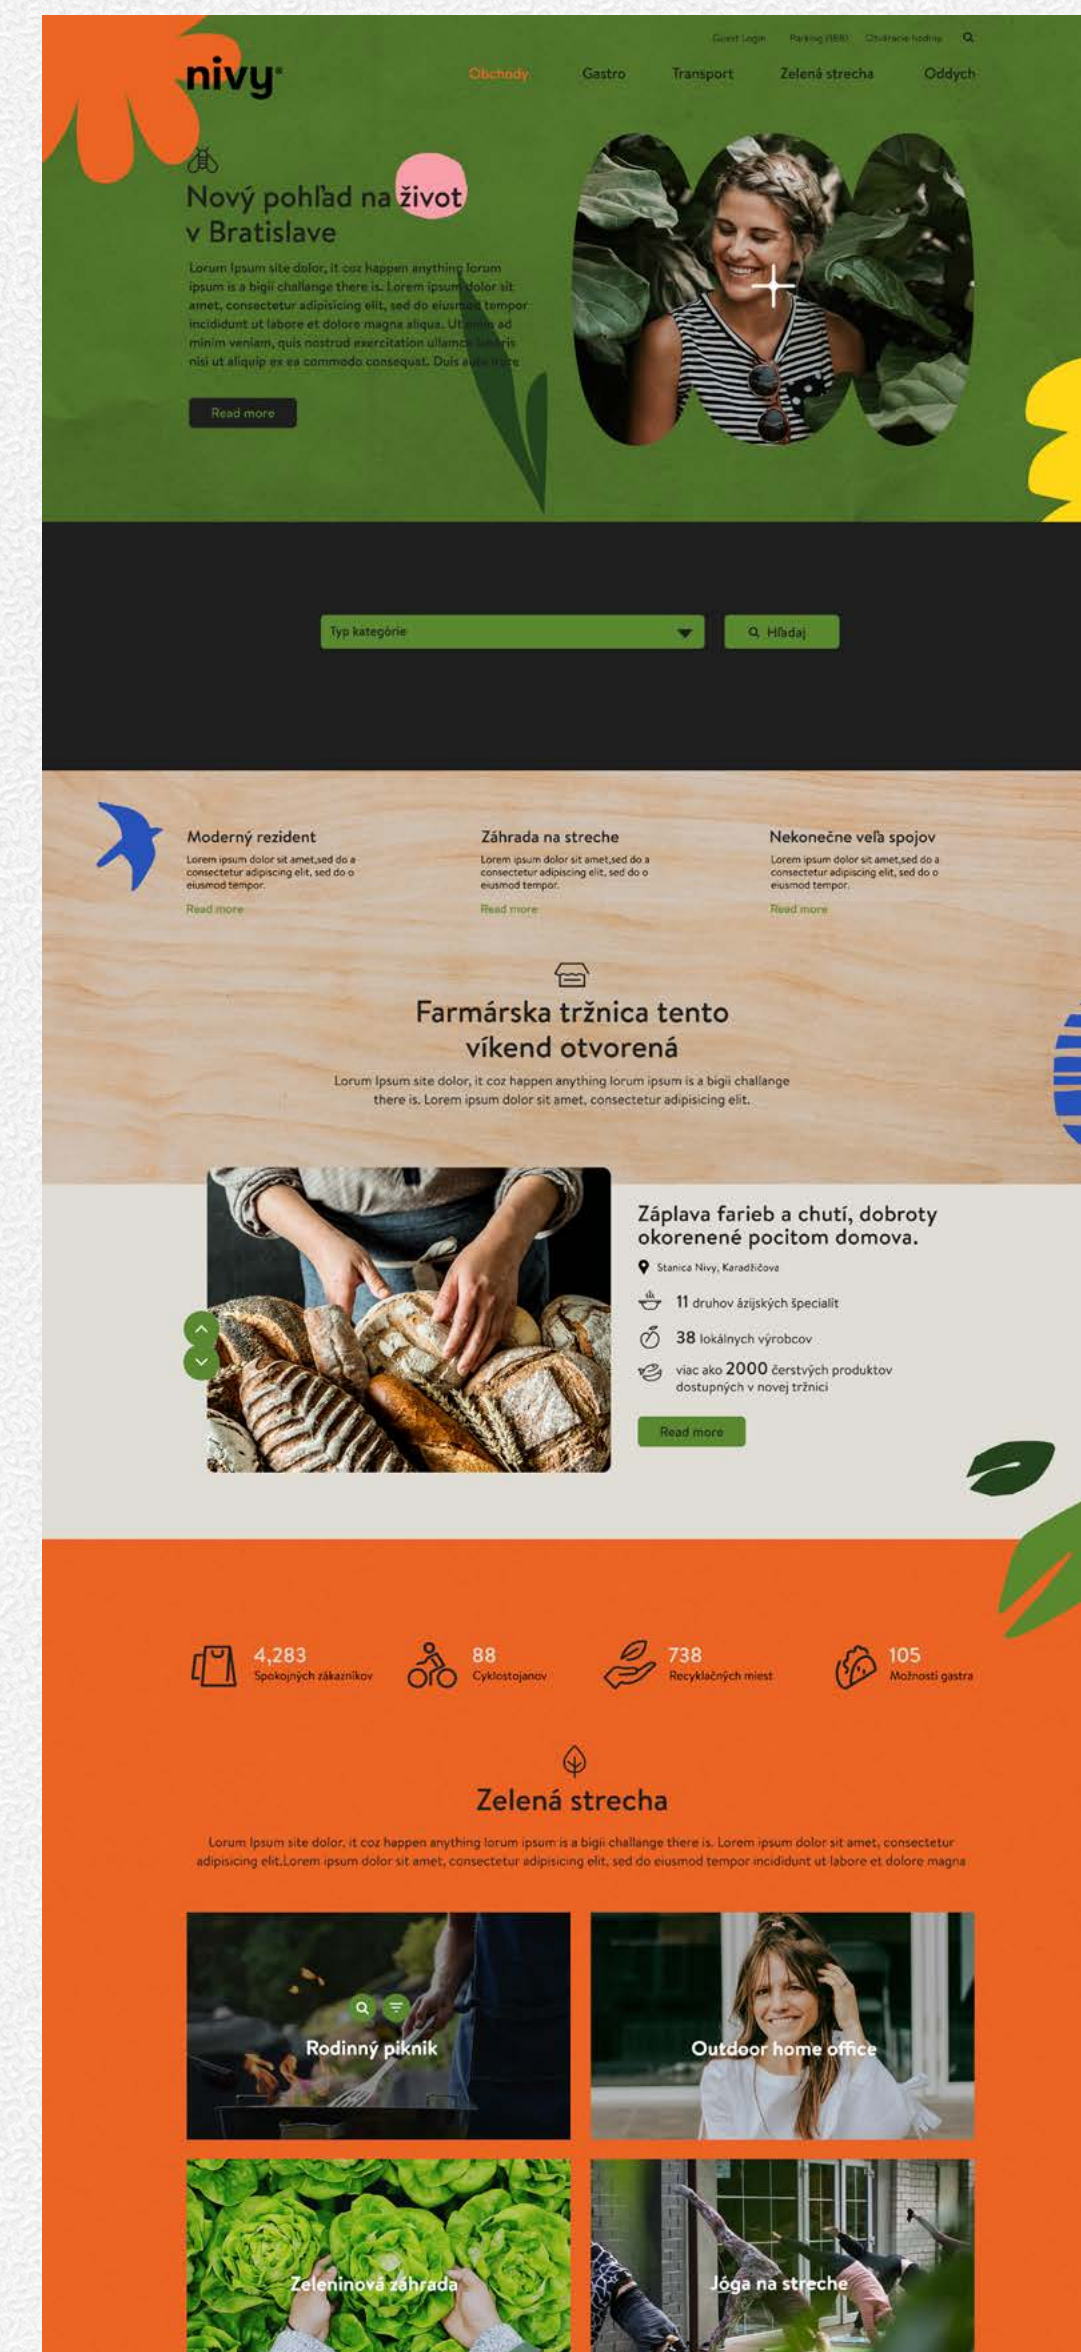 Guest Login Parking (188) Otváracie hodiny
nivy
Obchody Gastro Transport Zelená strecha Oddych
Nový pohľad na život
v Bratislave
Lorum Ipsum site dolor, it coz happen anything lorum
ipsum is a bigii challange there is. Lorem ipsum dolor sit
amet, consectetur adipisicing elit, sed do eiusmod tempor
incididunt ut labore et dolore magna aliqua. Ut enim ad
minim veniam, quis nostrud exercitation ullamco laboris
nisi ut aliquip ex ea commodo consequat. Duis aute irure
Read more
Typ kategórie
Hľadaj
Moderný rezident
Lorem ipsum dolor sit amet,sed do a
consectetur adipiscing elit, sed do o
eiusmod tempor.
Read more
Záhrada na streche
Lorem ipsum dolor sit amet,sed do a
consectetur adipiscing elit, sed do o
eiusmod tempor.
Read more
Nekonečne veľa spojov
Lorem ipsum dolor sit amet,sed do a
consectetur adipiscing elit, sed do o
eiusmod tempor.
Read more
Farmárska tržnica tento
víkend otvorená
Lorum Ipsum site dolor, it coz happen anything lorum ipsum is a bigii challange
there is. Lorem ipsum dolor sit amet, consectetur adipisicing elit.
Záplava farieb a chutí, dobroty
okorenené pocitom domova.
Stanica Nivy, Karadžičova
11 druhov ázijských špecialít
38 lokálnych výrobcov
viac ako 2000 čerstvých produktov
dostupných v novej tržnici
Read more
4,283
Spokojných zákazníkov
88
Cyklostojanov
738
Recyklačných miest
105
Možností gastra
Zelená strecha
Lorum Ipsum site dolor, it coz happen anything lorum ipsum is a bigii challange there is. Lorem ipsum dolor sit amet, consectetur
adipisicing elit.Lorem ipsum dolor sit amet, consectetur adipisicing elit, sed do eiusmod tempor incididunt ut labore et dolore magna
Rodinný piknik
Outdoor home office
Zeleninová záhrada
Jóga na streche